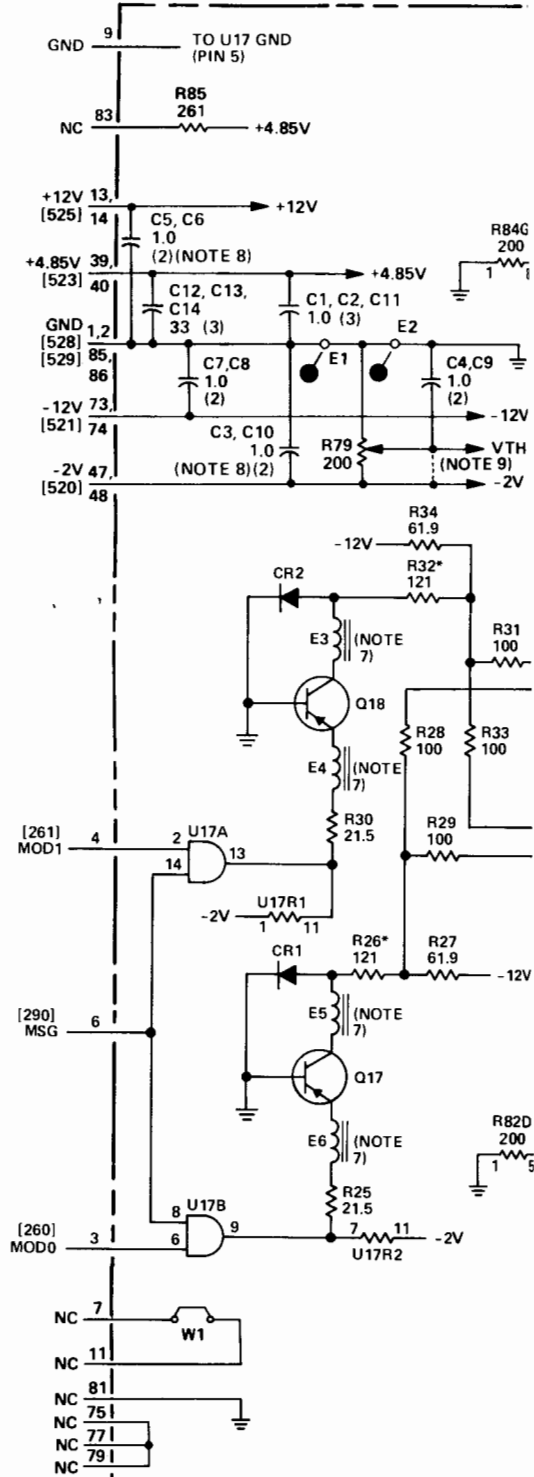 GND 9 TO U17 GND
(PIN 5)
R85
261
NC 83 +4.85V
+12V 13,
[525] 14
+12V
C5, C6
1.0
(2)(NOTE 8)
R84G
200
1
+4.85V 39,
[523] 40
+4.85V
C12, C13,
C14
33 (3)
C1, C2, C11
1.0 (3)
GND 1,2
[528]
[529] 85,
86
E1
E2
C7,C8
1.0
(2)
C4,C9
1.0
(2)
-12V 73,
[521] 74
-12V
C3, C10
1.0
(NOTE 8)(2)
R79
200
VTH
(NOTE 9)
-2V 47,
[520] 48
-2V
R34
61.9
-12V
R32*
121
CR2
E3 (NOTE
7)
R31
100
Q18
R28
100
R33
100
E4 (NOTE
7)
R30
21.5
R29
100
[261]
MOD1 4
U17A
2
14
13
U17R1
-2V
1 11
CR1
R26*
121
R27
61.9
-12V
E5 (NOTE
7)
[290]
MSG 6
Q17
E6 (NOTE
7)
R82D
200
1 5
R25
21.5
U17B
8
6
9
7 11
-2V
U17R2
[260]
MOD0 3
NC 7
W1
NC 11
NC 81
NC 75
NC 77
NC 79